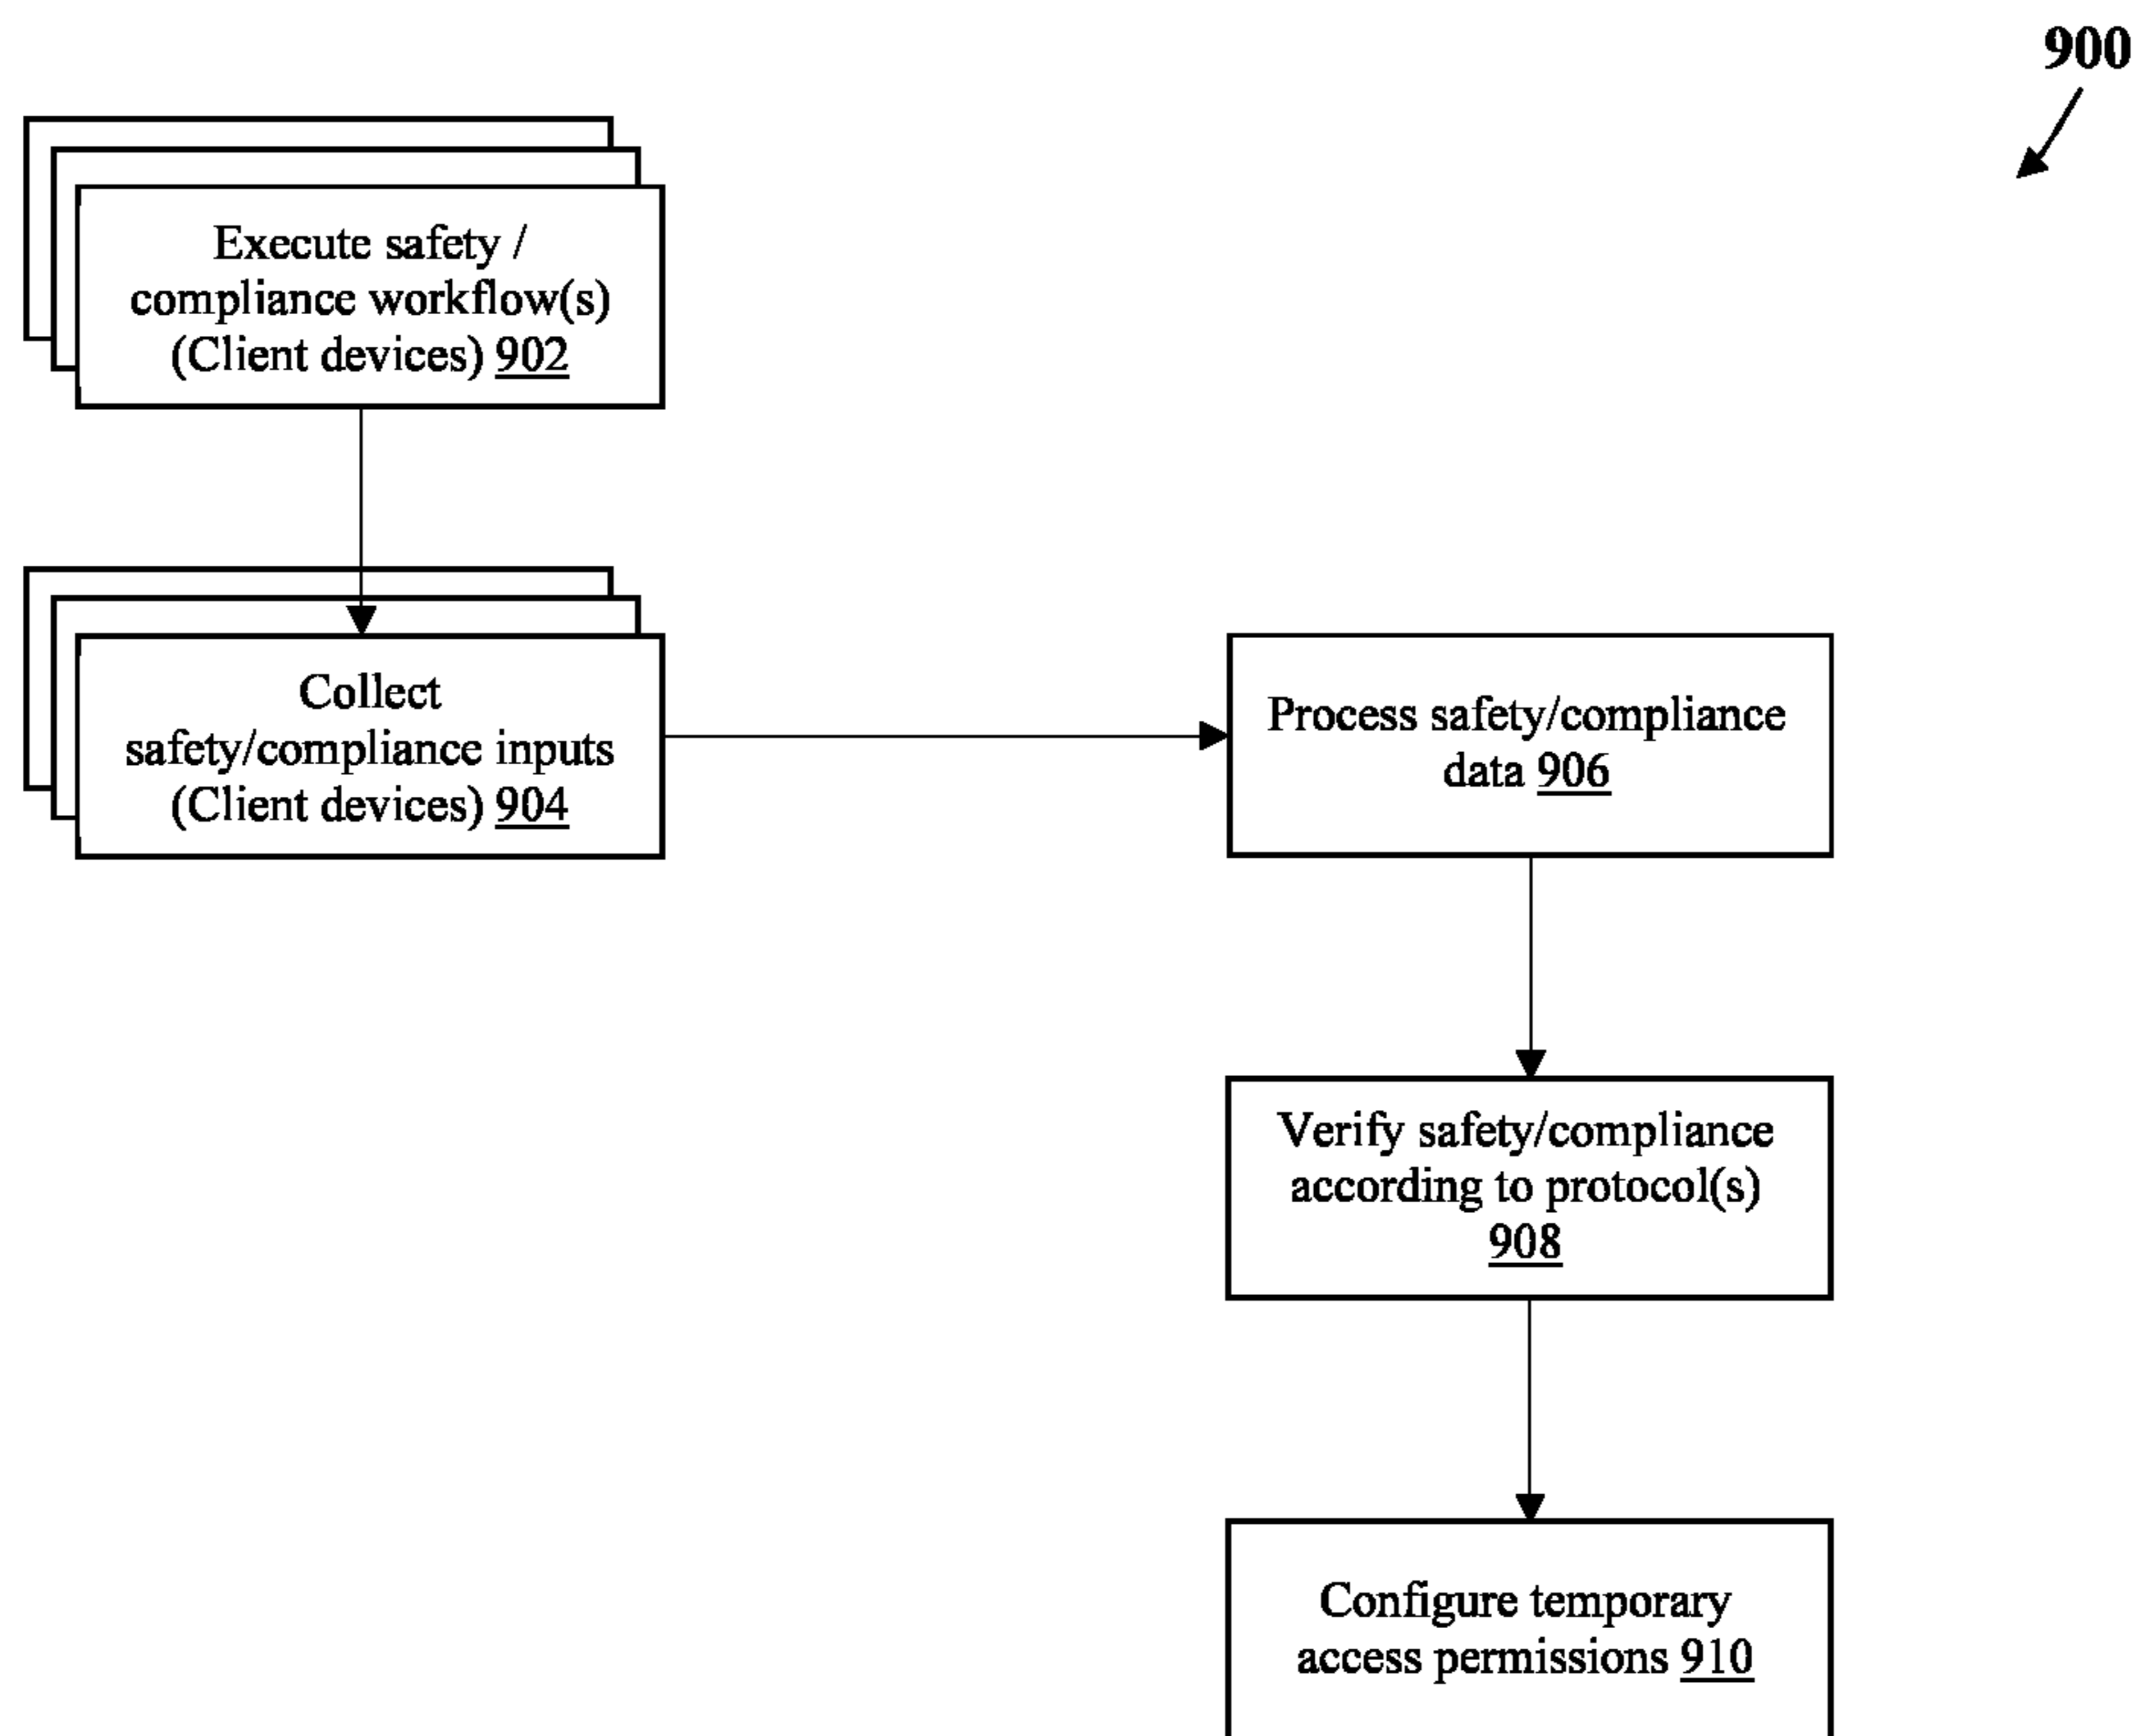 900
Execute safety /
compliance workflow(s)
(Client devices) 902
Collect
safety/compliance inputs
(Client devices) 904
Process safety/compliance
data 906
Verify safety/compliance
according to protocol(s)
908
Configure temporary
access permissions 910